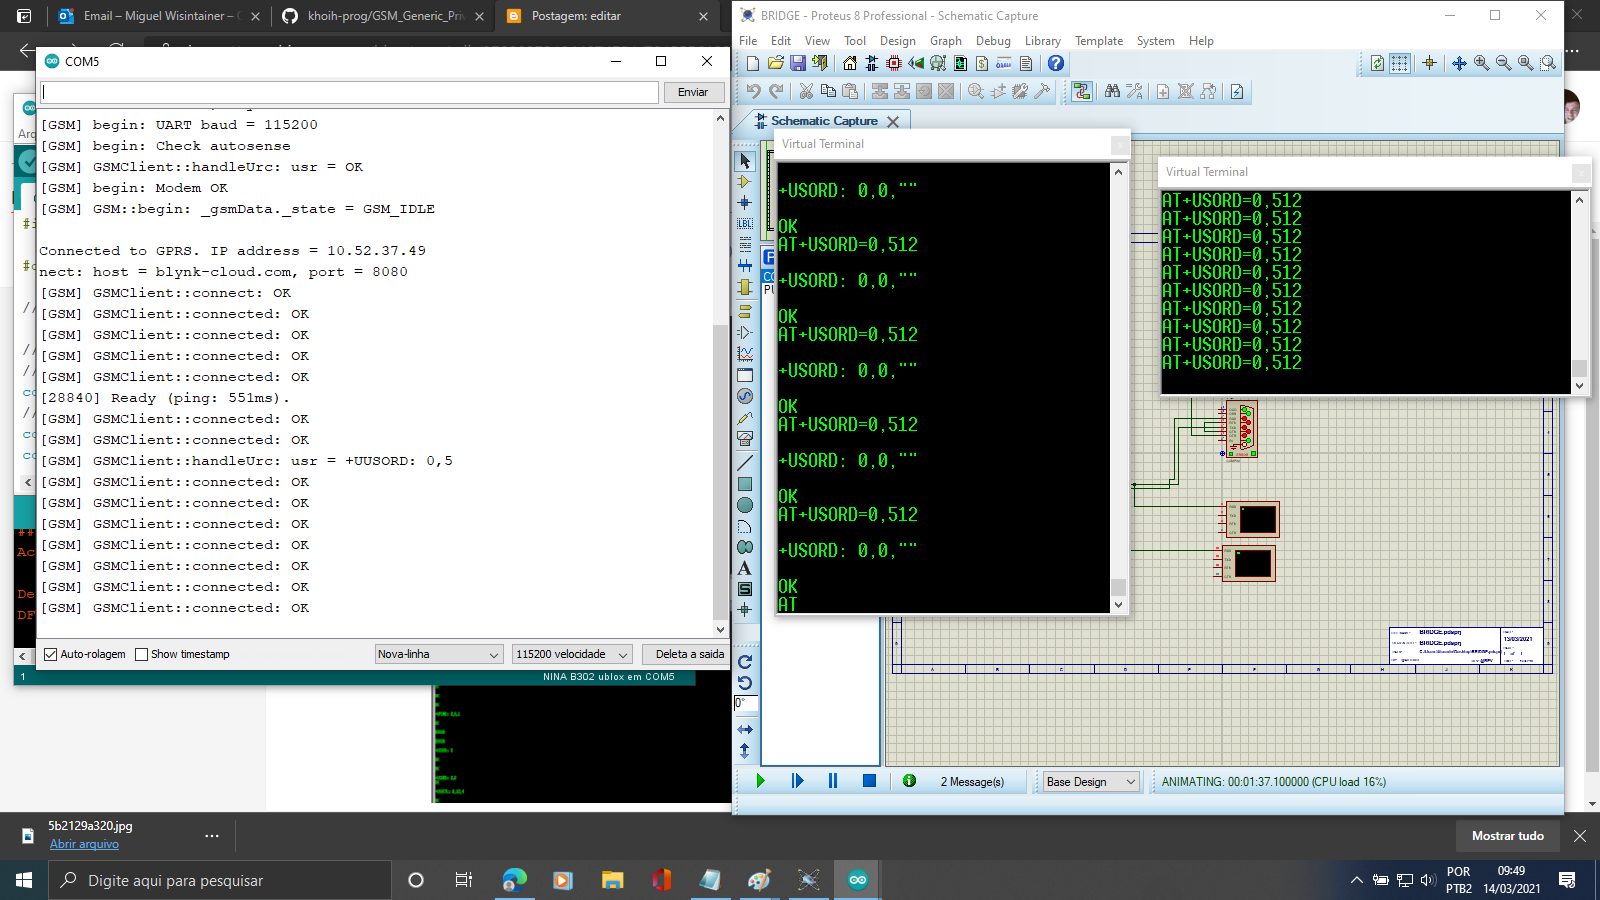 Email – Miguel Wisintainer –
khoih-prog/GSM_Generic_Pri
Postagem: editar
COM5
Enviar
[GSM] begin: UART baud = 115200
[GSM] begin: Check autosense
[GSM] GSMClient::handleUrc: usr = OK
[GSM] begin: Modem OK
[GSM] GSM::begin: _gsmData._state = GSM_IDLE
Connected to GPRS. IP address = 10.52.37.49
nect: host = blynk-cloud.com, port = 8080
[GSM] GSMClient::connect: OK
[GSM] GSMClient::connected: OK
[GSM] GSMClient::connected: OK
[GSM] GSMClient::connected: OK
[GSM] GSMClient::connected: OK
[28840] Ready (ping: 551ms).
[GSM] GSMClient::connected: OK
[GSM] GSMClient::connected: OK
[GSM] GSMClient::handleUrc: usr = +UUSORD: 0,5
[GSM] GSMClient::connected: OK
[GSM] GSMClient::connected: OK
[GSM] GSMClient::connected: OK
[GSM] GSMClient::connected: OK
[GSM] GSMClient::connected: OK
[GSM] GSMClient::connected: OK
[GSM] GSMClient::connected: OK
Auto-rolagem Show timestamp Nova-linha 115200 velocidade Deleta a saida
1 NINA B302 ublox em COM5
BRIDGE - Proteus 8 Professional - Schematic Capture
File Edit View Tool Design Graph Debug Library Template System Help
Schematic Capture
Virtual Terminal
+USORD: 0,0,""
OK
AT+USORD=0,512
+USORD: 0,0,""
OK
AT+USORD=0,512
+USORD: 0,0,""
OK
AT+USORD=0,512
+USORD: 0,0,""
OK
AT+USORD=0,512
+USORD: 0,0,""
OK
AT
Virtual Terminal
AT+USORD=0,512
AT+USORD=0,512
AT+USORD=0,512
AT+USORD=0,512
AT+USORD=0,512
AT+USORD=0,512
AT+USORD=0,512
AT+USORD=0,512
AT+USORD=0,512
AT+USORD=0,512
LBL
BRIDGE.pdsprj
BRIDGE.pdsprj
13/03/2021
0°
2 Message(s) Base Design ANIMATING: 00:01:37.100000 (CPU load 16%)
5b2129a320.jpg
Abrir arquivo
Mostrar tudo
Digite aqui para pesquisar
POR
PTB2
09:49
14/03/2021